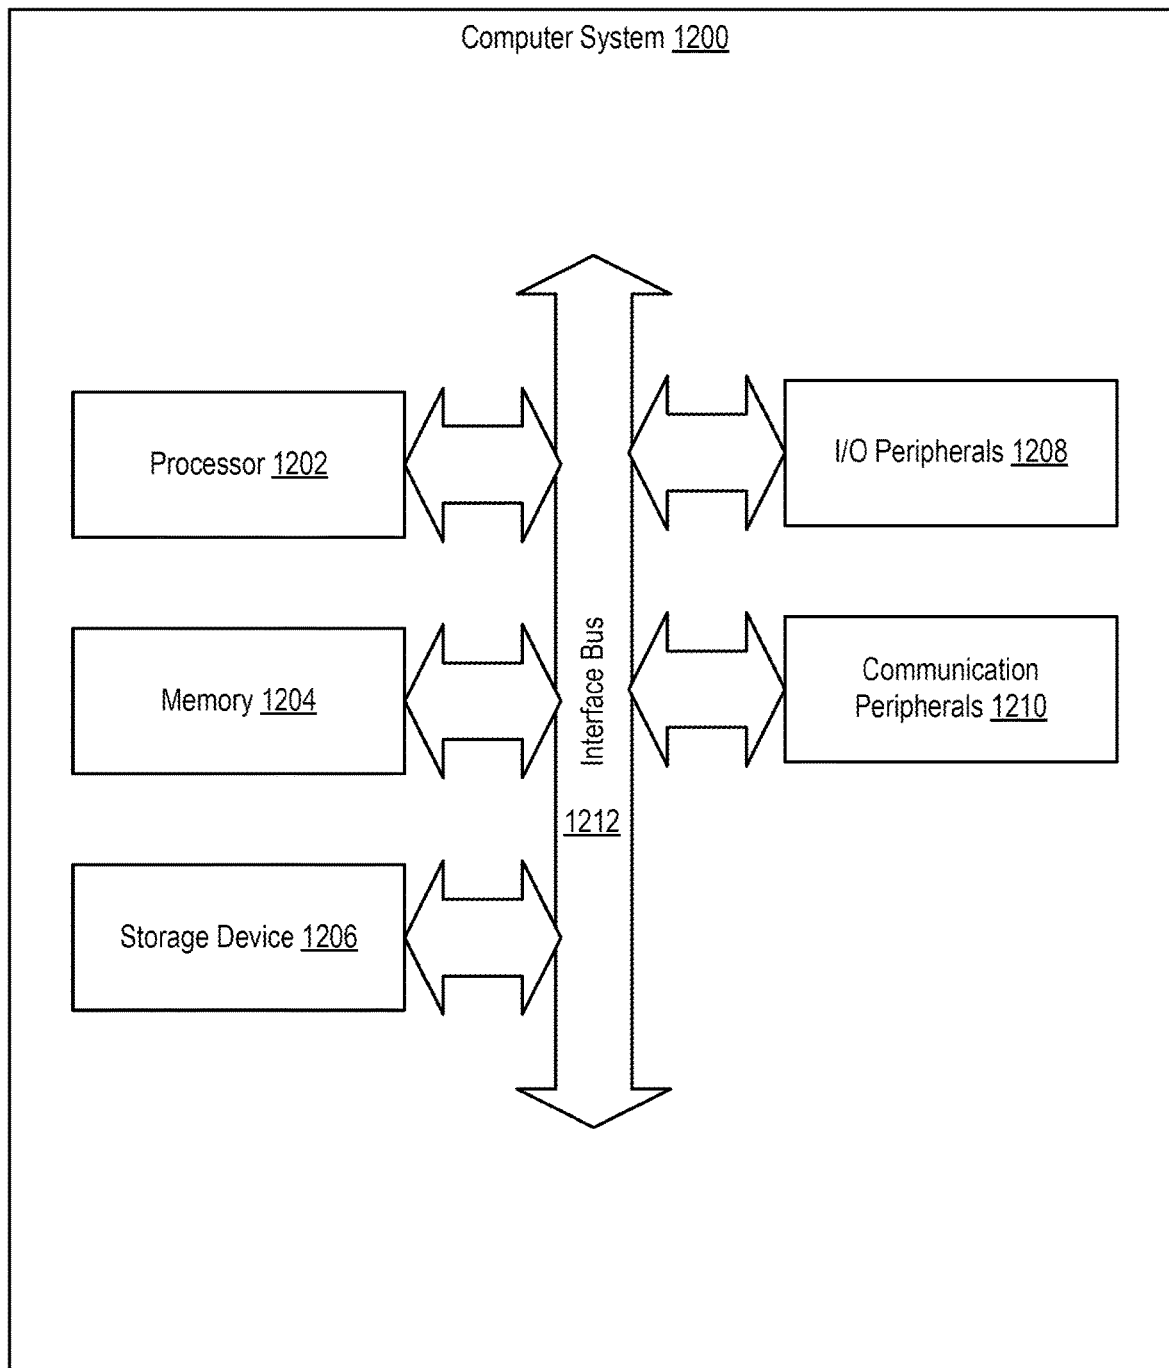 Computer System 1200
Processor 1202
Memory 1204
Storage Device 1206
Interface Bus
1212
I/O Peripherals 1208
Communication
Peripherals 1210